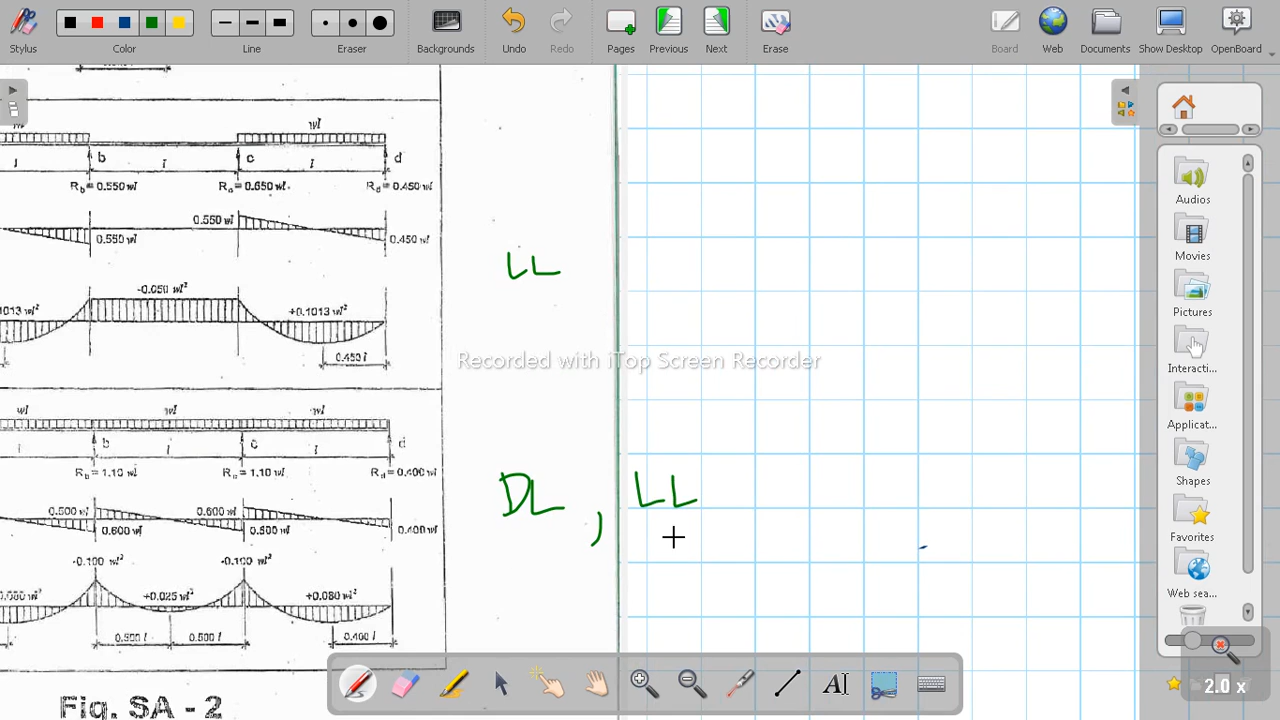 Stylus Color Line Eraser Backgrounds Undo Redo Pages Previous Next Erase Board Web Documents Show Desktop OpenBoard
wl
b c d
l l
Rb = 0.550 wl Rc = 0.550 wl Rd = 0.450 wl
0.550 wl
0.550 wl 0.450 wl
LL
-0.050 wl²
1013 wl² +0.1013 wl²
0.450 l
Recorded with iTop Screen Recorder
wl wl wl
b c d
l l l
Rb = 1.10 wl Rc = 1.10 wl Rd = 0.400 wl
DL , LL
0.500 wl 0.600 wl
0.600 wl 0.500 wl 0.400 wl
-0.100 wl² -0.100 wl²
.080 wl² +0.025 wl² +0.080 wl²
0.500 l 0.500 l 0.400 l
Fig. SA - 2
Audios
Movies
Pictures
Interacti...
Applicat...
Shapes
Favorites
Web sea...
2.0 x